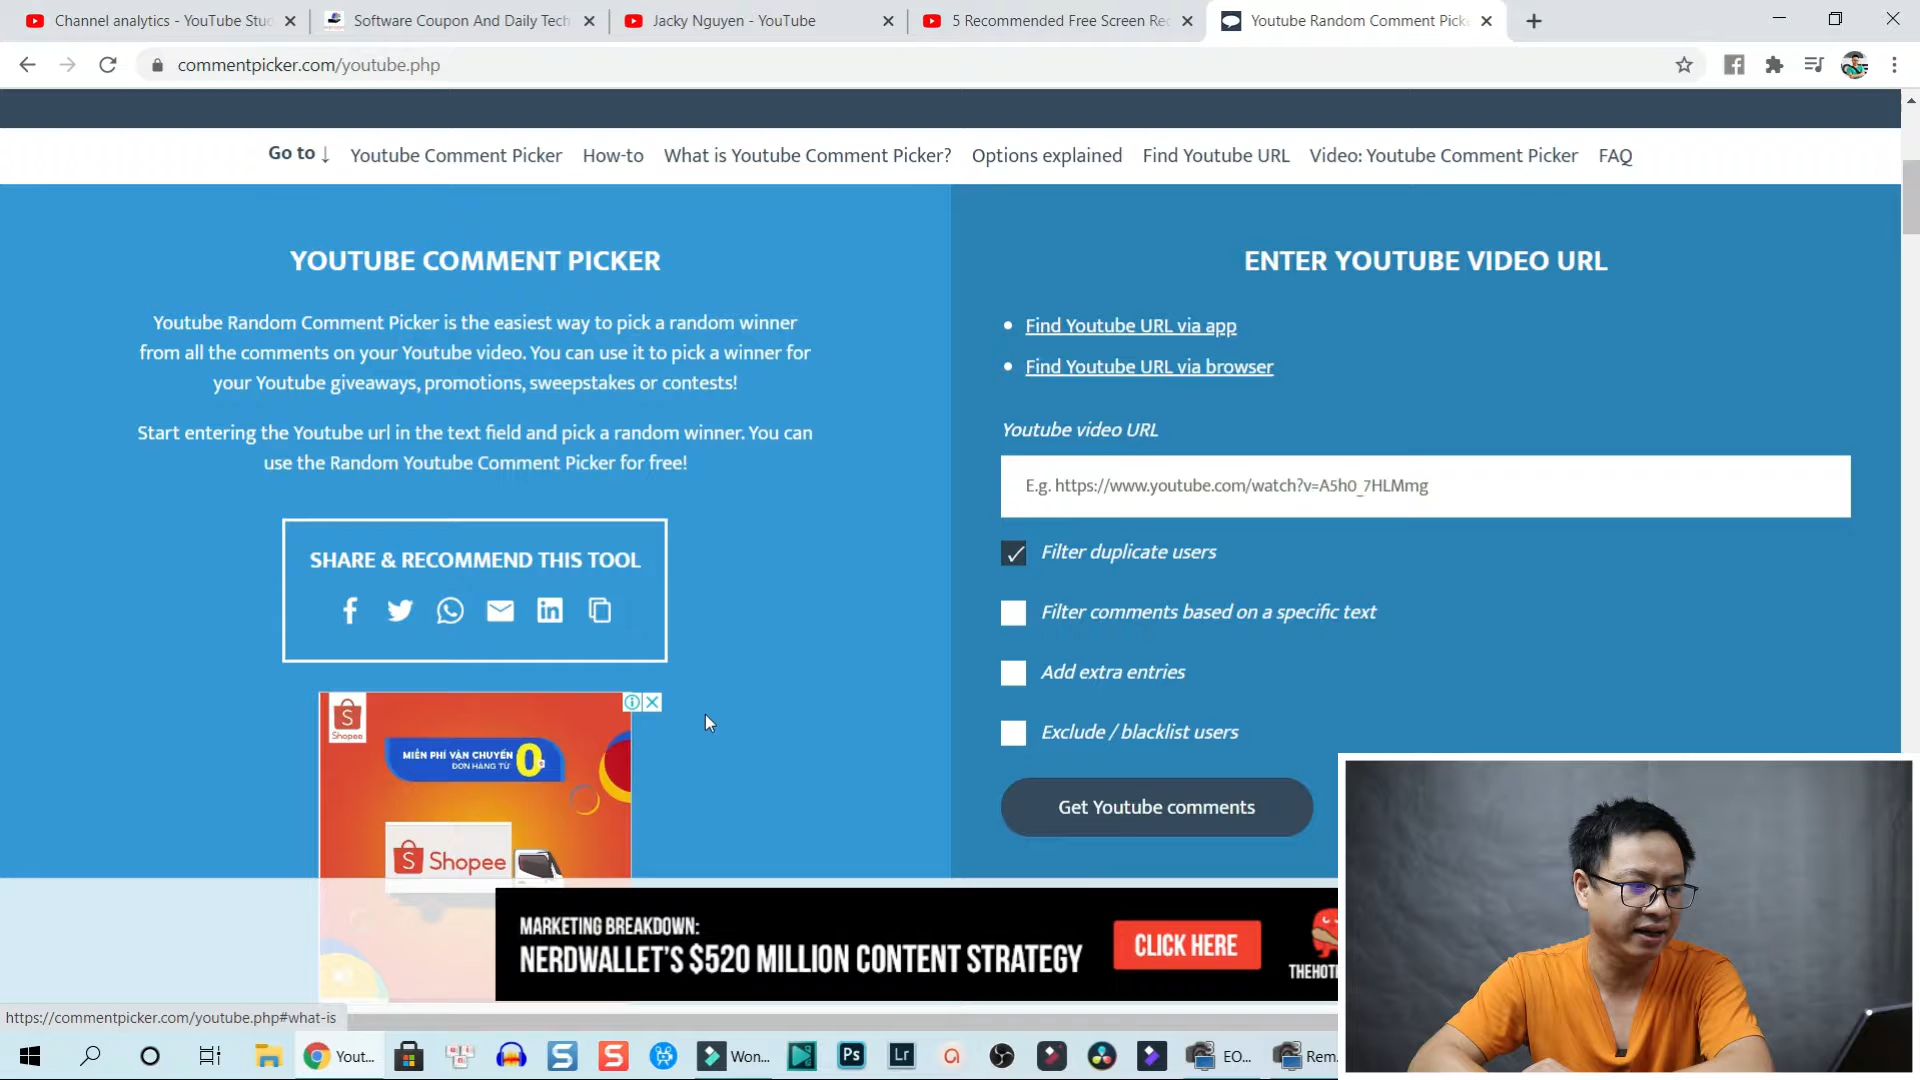 Channel analytics - YouTube Stu
Software Coupon And Daily Tech
Jacky Nguyen - YouTube
5 Recommended Free Screen Rec
Youtube Random Comment Pick
commentpicker.com/youtube.php
Go to ↓ Youtube Comment Picker How-to What is Youtube Comment Picker? Options explained Find Youtube URL Video: Youtube Comment Picker FAQ
YOUTUBE COMMENT PICKER
Youtube Random Comment Picker is the easiest way to pick a random winner
from all the comments on your Youtube video. You can use it to pick a winner for
your Youtube giveaways, promotions, sweepstakes or contests!
Start entering the Youtube url in the text field and pick a random winner. You can
use the Random Youtube Comment Picker for free!
SHARE & RECOMMEND THIS TOOL
Shopee
MIỄN PHÍ VẬN CHUYỂN
ĐƠN HÀNG TỪ 0đ
Shopee
ENTER YOUTUBE VIDEO URL
Find Youtube URL via app
Find Youtube URL via browser
Youtube video URL
E.g. https://www.youtube.com/watch?v=A5h0_7HLMmg
Filter duplicate users
Filter comments based on a specific text
Add extra entries
Exclude / blacklist users
Get Youtube comments
MARKETING BREAKDOWN:
NERDWALLET'S $520 MILLION CONTENT STRATEGY
CLICK HERE
THEHOT
https://commentpicker.com/youtube.php#what-is
Yout...
Won...
Ps
Lr
EO...
Rem